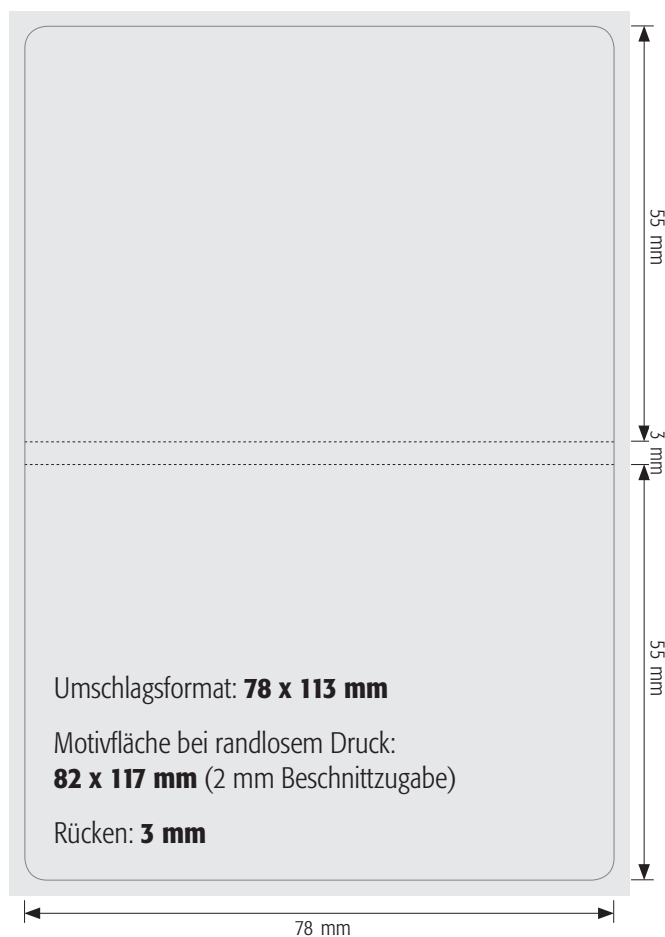 55 mm
3 mm
55 mm
Umschlagsformat: 78 x 113 mm
Motivfläche bei randlosem Druck:
82 x 117 mm (2 mm Beschnittzugabe)
Rücken: 3 mm
78 mm